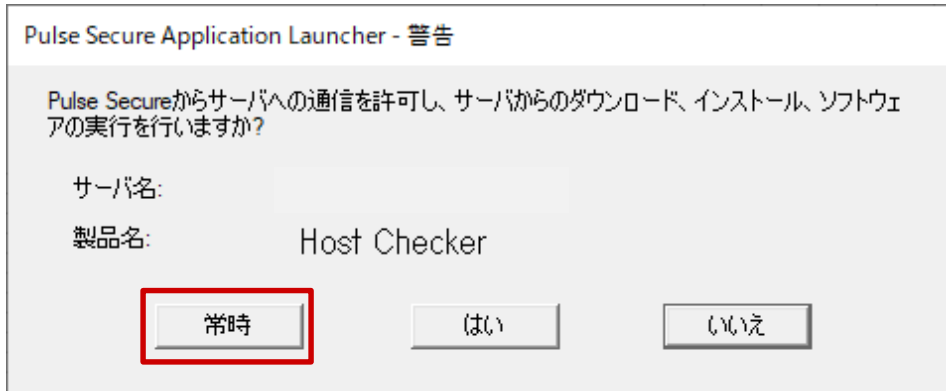 Pulse Secure Application Launcher - 警告
Pulse Secureからサーバへの通信を許可し、サーバからのダウンロード、インストール、ソフトウェ
アの実行を行いますか?
サーバ名:
製品名: Host Checker
常時 はい いいえ